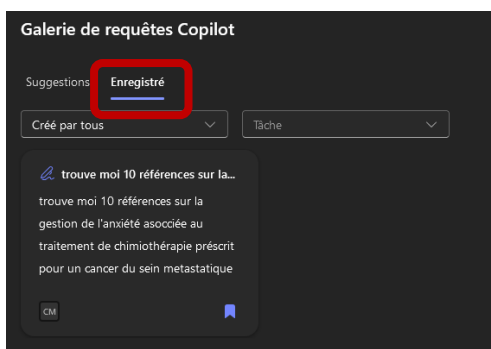 Galerie de requêtes Copilot
Suggestions Enregistré
Créé par tous Tâche
trouve moi 10 références sur la...
trouve moi 10 références sur la
gestion de l'anxiété asocciée au
traitement de chimiothérapie préscrit
pour un cancer du sein metastatique
CM